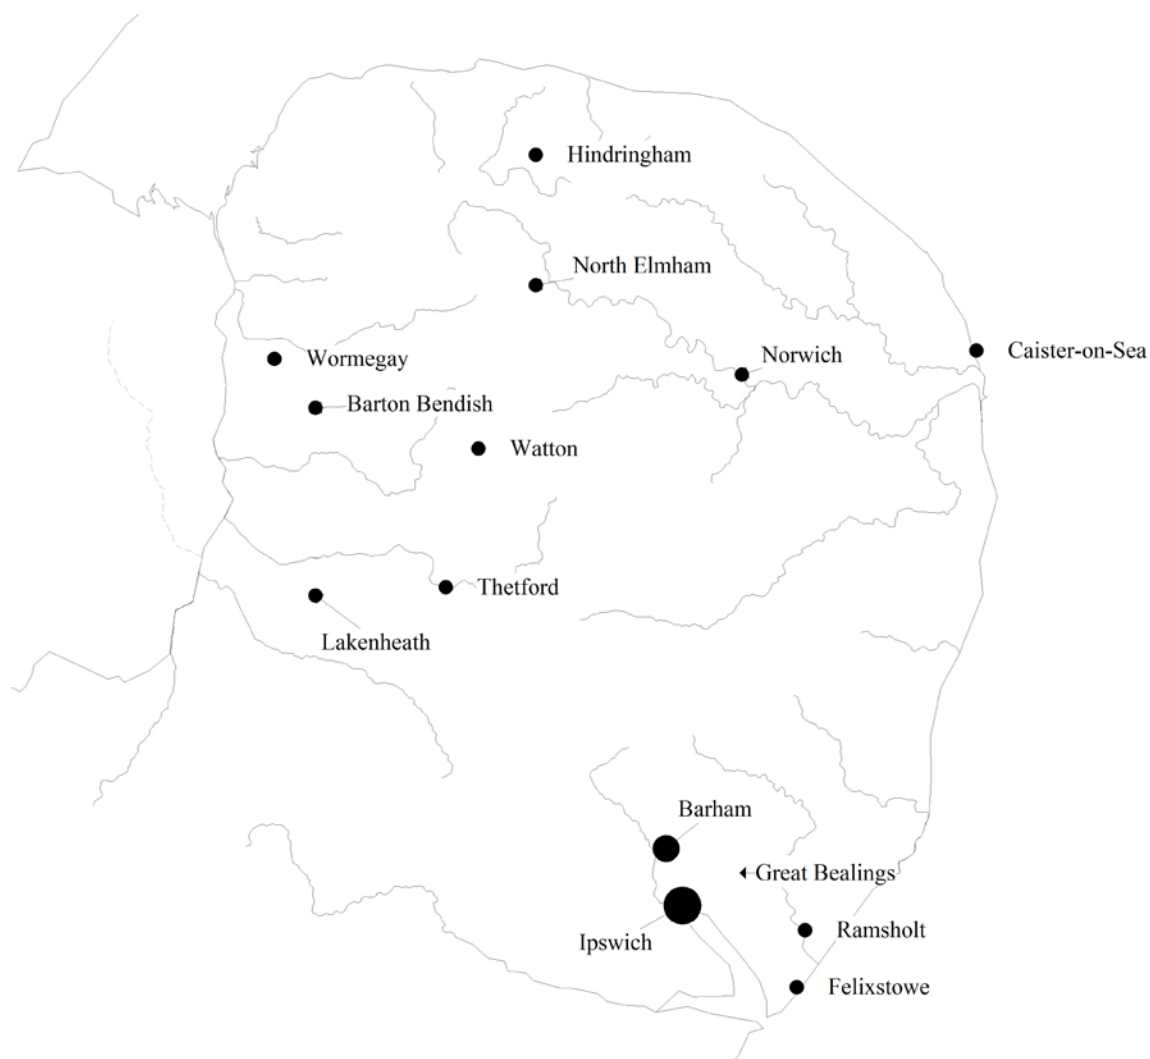 Hindringham
North Elmham
Caister-on-Sea
Norwich
Wormegay
Barton Bendish
Watton
Thetford
Lakenheath
Barham
Great Bealings
Ramsholt
Ipswich
Felixstowe